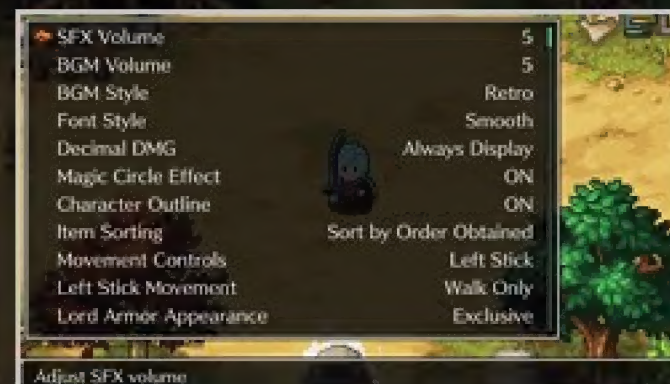 SFX Volume 5
BGM Volume 5
BGM Style Retro
Font Style Smooth
Decimal DMG Always Display
Magic Circle Effect ON
Character Outline ON
Item Sorting Sort by Order Obtained
Movement Controls Left Stick
Left Stick Movement Walk Only
Lord Armor Appearance Exclusive
Adjust SFX volume